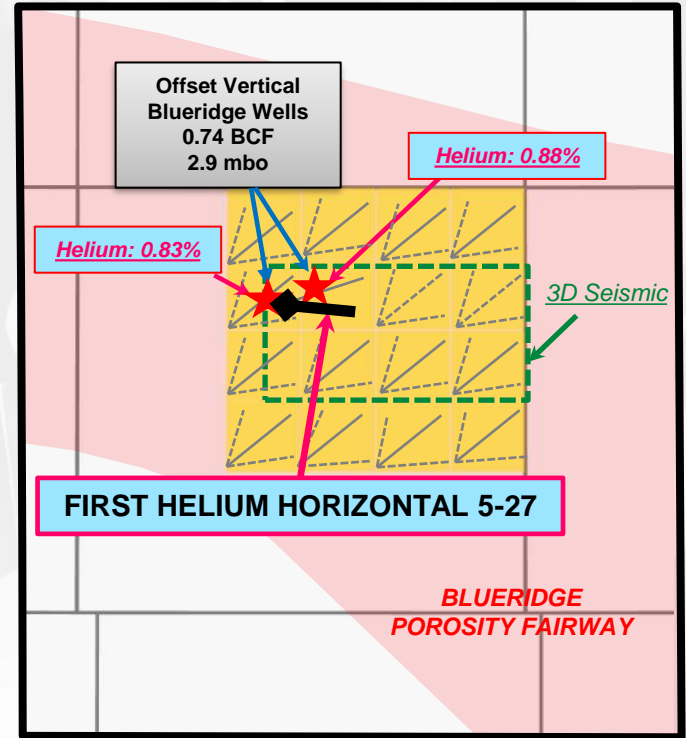 Offset Vertical
Blueridge Wells
0.74 BCF
2.9 mbo
Helium: 0.88%
Helium: 0.83%
3D Seismic
FIRST HELIUM HORIZONTAL 5-27
BLUERIDGE
POROSITY FAIRWAY